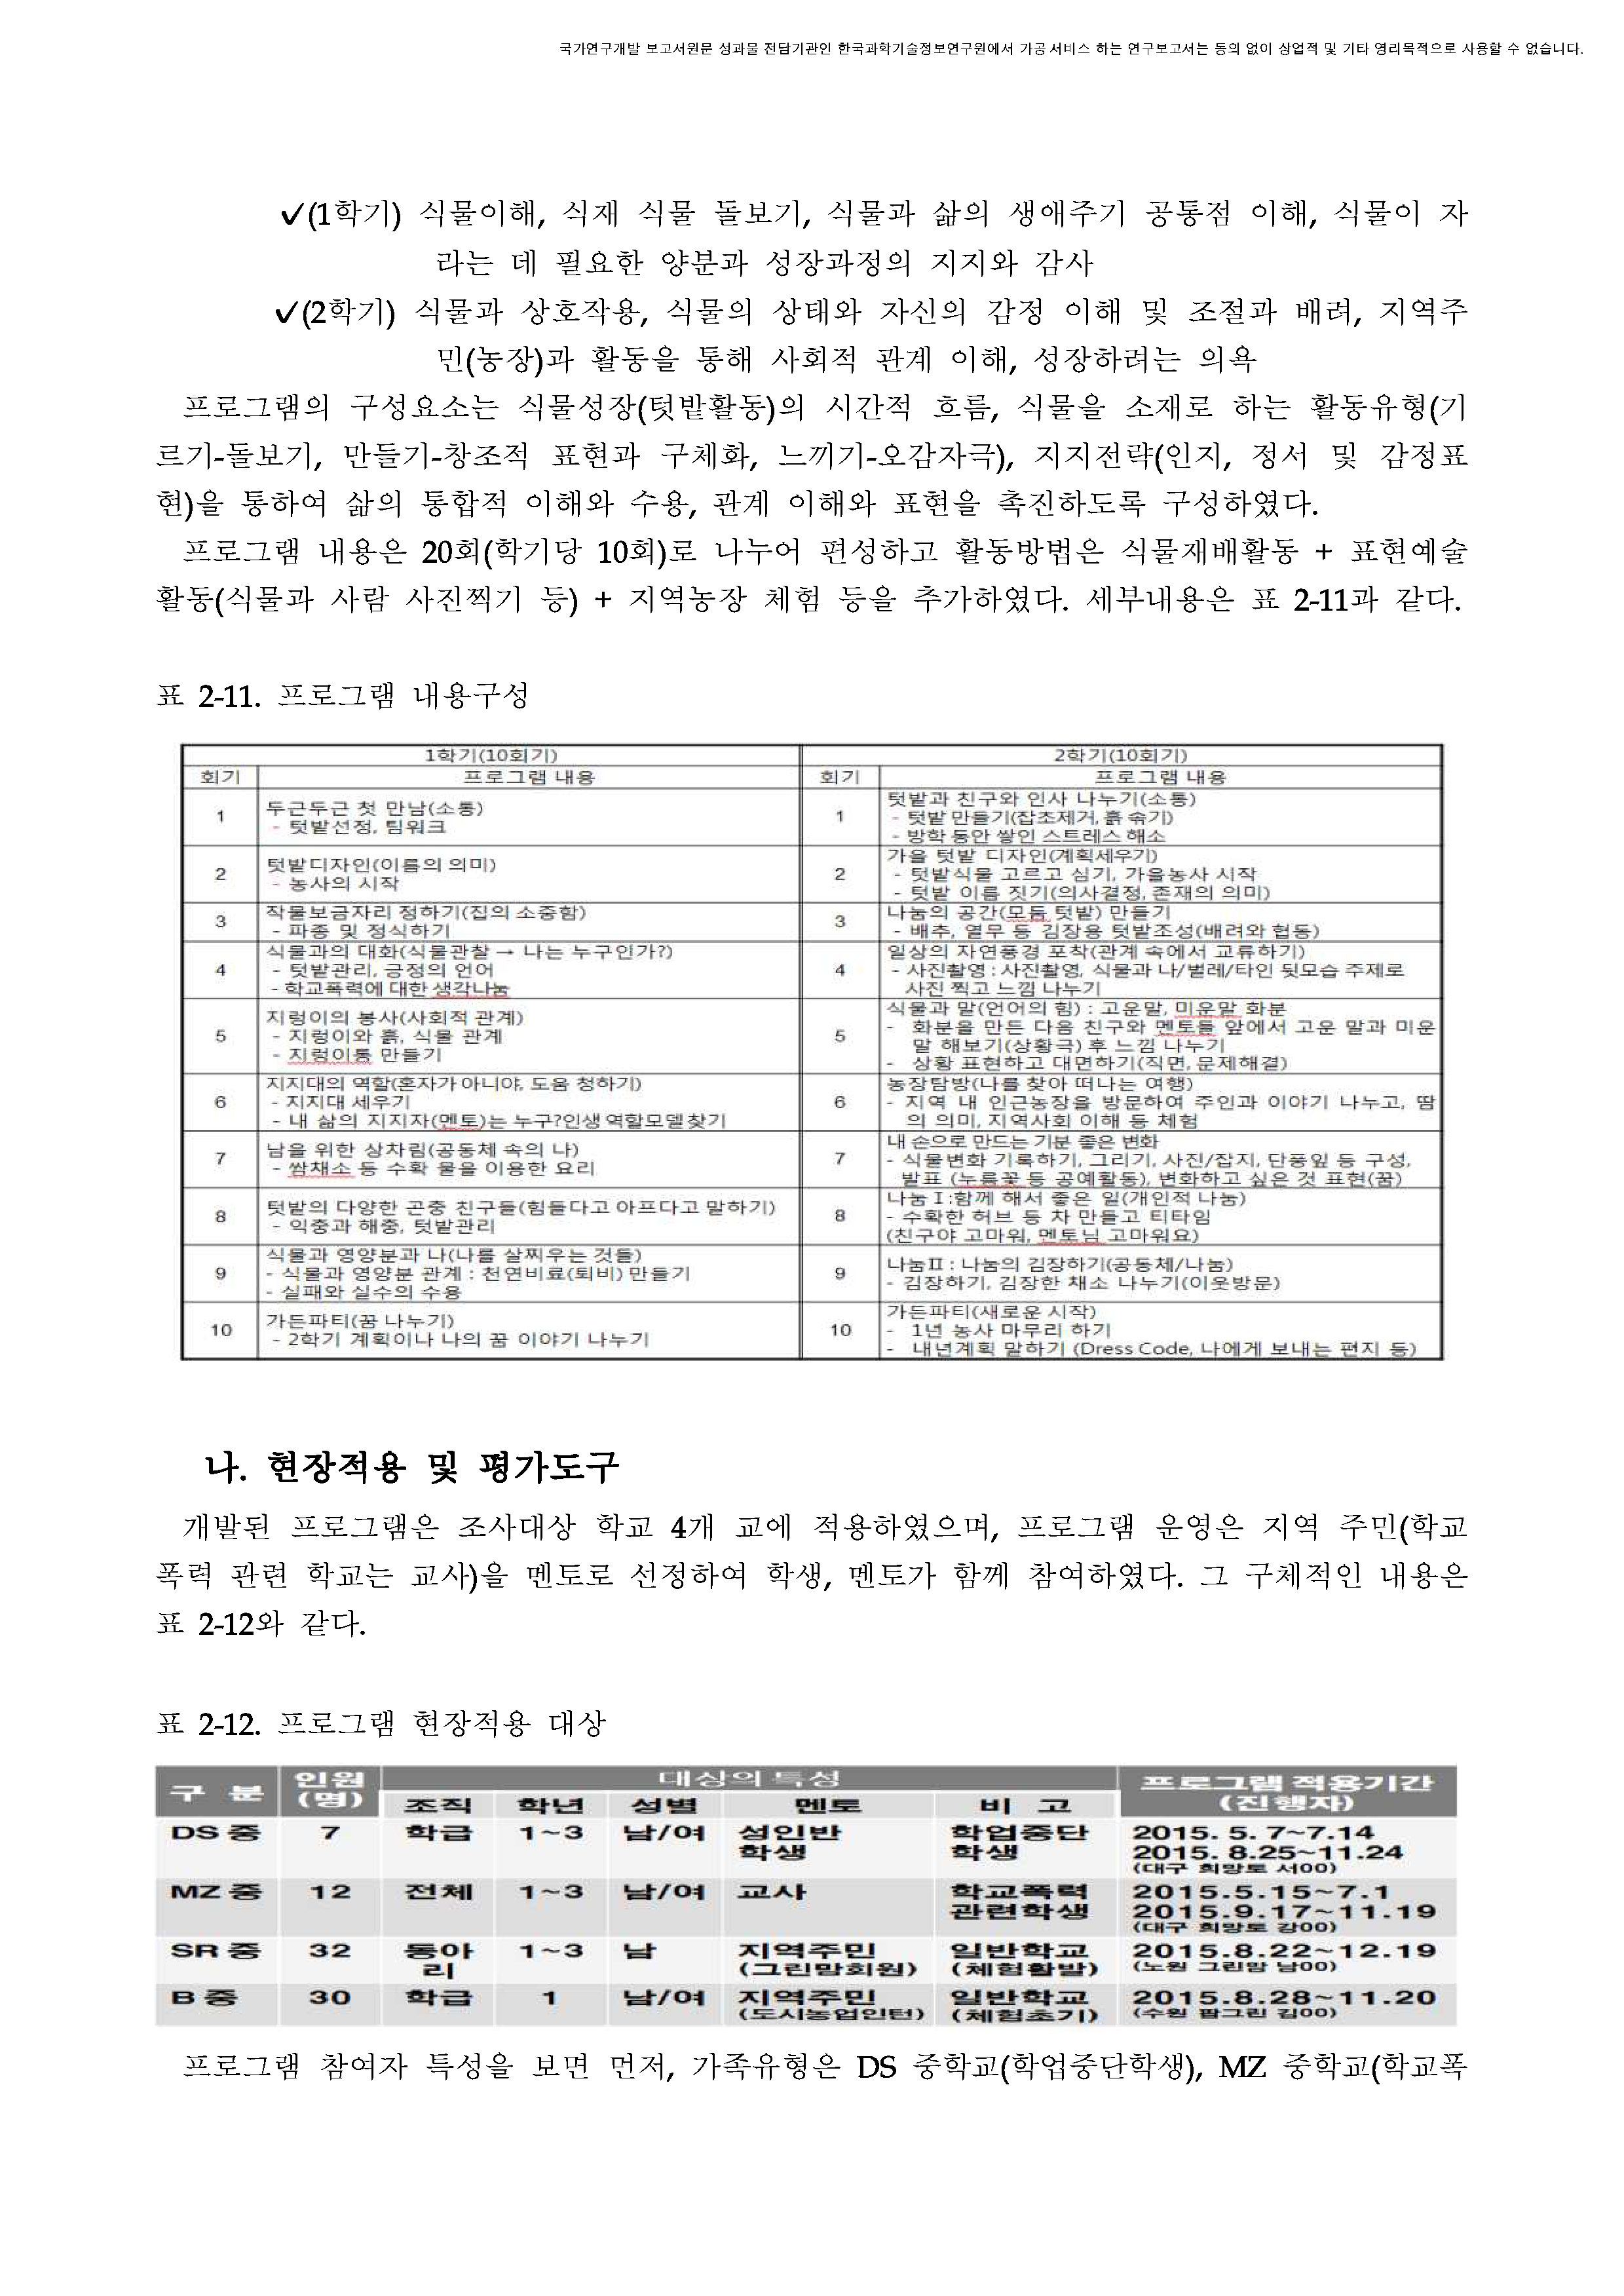 국가연구개발 보고서원문 성과물 전담기관인 한국과학기술정보연구원에서 가공·서비스 하는 연구보고서는 동의 없이 상업적 및 기타 영리목적으로 사용할 수 없습니다.
✓(1학기) 식물이해, 식재 식물 돌보기, 식물과 삶의 생애주기 공통점 이해, 식물이 자
라는 데 필요한 양분과 성장과정의 지지와 감사
✓(2학기) 식물과 상호작용, 식물의 상태와 자신의 감정 이해 및 조절과 배려, 지역주
민(농장)과 활동을 통해 사회적 관계 이해, 성장하려는 의욕
프로그램의 구성요소는 식물성장(텃밭활동)의 시간적 흐름, 식물을 소재로 하는 활동유형(기
르기-돌보기, 만들기-창조적 표현과 구체화, 느끼기-오감자극), 지지전략(인지, 정서 및 감정표
현)을 통하여 삶의 통합적 이해와 수용, 관계 이해와 표현을 촉진하도록 구성하였다.
프로그램 내용은 20회(학기당 10회)로 나누어 편성하고 활동방법은 식물재배활동 + 표현예술
활동(식물과 사람 사진찍기 등) + 지역농장 체험 등을 추가하였다. 세부내용은 표 2-11과 같다.
표 2-11. 프로그램 내용구성
1학기(10회기) 2학기(10회기)
회기 프로그램 내용 회기 프로그램 내용
1 두근두근 첫 만남(소통)
- 텃밭선정, 팀워크
1 텃밭과 친구와 인사 나누기(소통)
- 텃밭 만들기(잡초제거, 흙 솎기)
- 방학 동안 쌓인 스트레스 해소
2 텃밭디자인(이름의 의미)
- 농사의 시작
2 가을 텃밭 디자인(계획세우기)
- 텃밭식물 고르고 심기, 가을농사 시작
- 텃밭 이름 짓기(의사결정, 존재의 의미)
3 작물보금자리 정하기(집의 소중함)
- 파종 및 정식하기
3 나눔의 공간(모둠 텃밭) 만들기
- 배추, 열무 등 김장용 텃밭조성(배려와 협동)
4 식물과의 대화(식물관찰 → 나는 누구인가?)
- 텃밭관리, 긍정의 언어
- 학교폭력에 대한 생각나눔
4 일상의 자연풍경 포착(관계 속에서 교류하기)
- 사진촬영 : 사진촬영, 식물과 나/벌레/타인 뒷모습 주제로
사진 찍고 느낌 나누기
5 지렁이의 봉사(사회적 관계)
- 지렁이와 흙, 식물 관계
- 지렁이통 만들기
5 식물과 말(언어의 힘) : 고운말, 미운말 화분
- 화분을 만든 다음 친구와 멘토들 앞에서 고운 말과 미운
말 해보기(상황극) 후 느낌 나누기
- 상황 표현하고 대면하기(직면, 문제해결)
6 지지대의 역할(혼자가 아니야, 도움 청하기)
- 지지대 세우기
- 내 삶의 지지자(멘토)는 누구?인생 역할모델찾기
6 농장탐방(나를 찾아 떠나는 여행)
- 지역 내 인근농장을 방문하여 주인과 이야기 나누고, 땀
의 의미, 지역사회 이해 등 체험
7 남을 위한 상차림(공동체 속의 나)
- 쌈채소 등 수확 물을 이용한 요리
7 내 손으로 만드는 기분 좋은 변화
- 식물변화 기록하기, 그리기, 사진/잡지, 단풍잎 등 구성,
발표 (누름꽃 등 공예활동), 변화하고 싶은 것 표현(꿈)
8 텃밭의 다양한 곤충 친구들(힘들다고 아프다고 말하기)
- 익충과 해충, 텃밭관리
8 나눔Ⅰ:함께 해서 좋은 일(개인적 나눔)
- 수확한 허브 등 차 만들고 티타임
(친구야 고마워, 멘토님 고마워요)
9 식물과 영양분과 나(나를 살찌우는 것들)
- 식물과 영양분 관계 : 천연비료(퇴비) 만들기
- 실패와 실수의 수용
9 나눔Ⅱ : 나눔의 김장하기(공동체/나눔)
- 김장하기, 김장한 채소 나누기(이웃방문)
10 가든파티(꿈 나누기)
- 2학기 계획이나 나의 꿈 이야기 나누기
10 가든파티(새로운 시작)
- 1년 농사 마무리 하기
- 내년계획 말하기 (Dress Code, 나에게 보내는 편지 등)
나. 현장적용 및 평가도구
개발된 프로그램은 조사대상 학교 4개 교에 적용하였으며, 프로그램 운영은 지역 주민(학교
폭력 관련 학교는 교사)을 멘토로 선정하여 학생, 멘토가 함께 참여하였다. 그 구체적인 내용은
표 2-12와 같다.
표 2-12. 프로그램 현장적용 대상
구 분 인원(명) 대상의 특성 프로그램 적용기간(진행자)
조직 학년 성별 멘토 비 고
DS 중 7 학급 1~3 남/여 성인반 학업중단 2015. 5. 7~7.14
학생 학생 2015. 8.25~11.24
(대구 희망토 서00)
MZ 중 12 전체 1~3 남/여 교사 학교폭력 2015.5.15~7.1
관련학생 2015.9.17~11.19
(대구 희망토 강00)
SR 중 32 동아 1~3 남 지역주민 일반학교 2015.8.22~12.19
리 (그린맘회원) (체험활발) (노원 그린맘 남00)
B 중 30 학급 1 남/여 지역주민 일반학교 2015.8.28~11.20
(도시농업인턴) (체험초기) (수원 팜그린 김00)
프로그램 참여자 특성을 보면 먼저, 가족유형은 DS 중학교(학업중단학생), MZ 중학교(학교폭